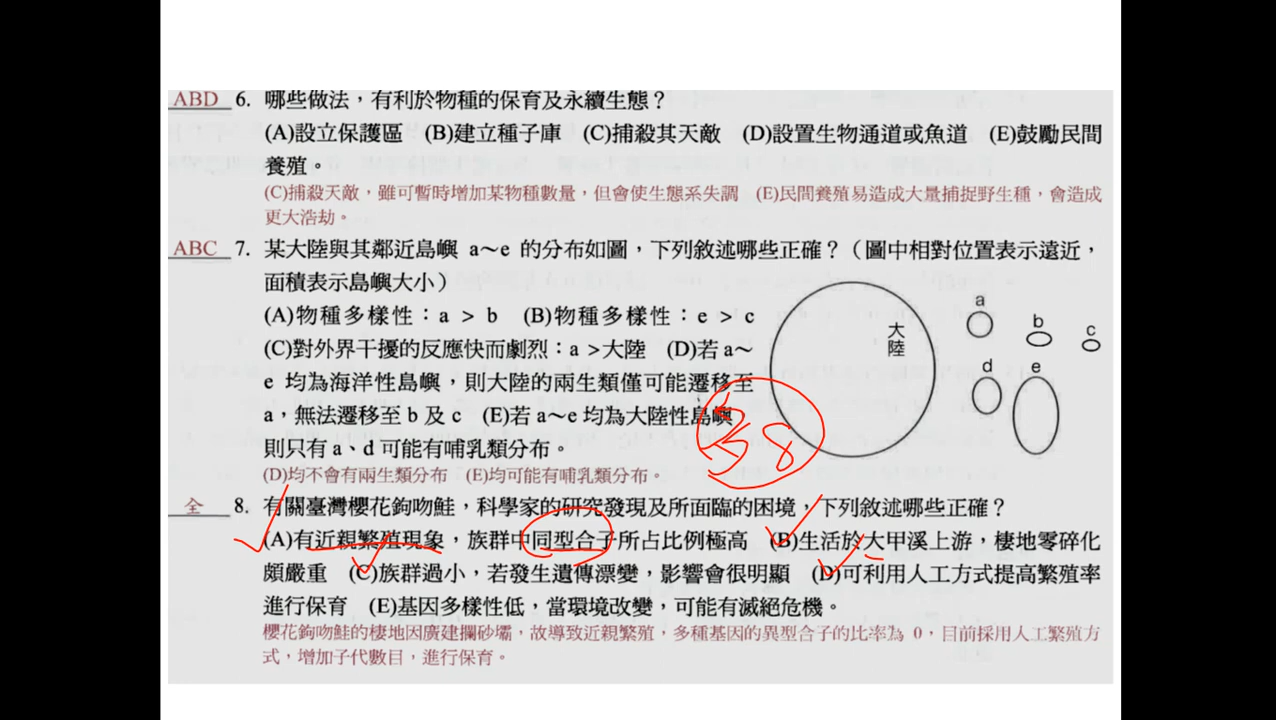 ABD 6. 哪些做法，有利於物種的保育及永續生態？
(A)設立保護區 (B)建立種子庫 (C)捕殺其天敵 (D)設置生物通道或魚道 (E)鼓勵民間
養殖。
(C)捕殺天敵，雖可暫時增加某物種數量，但會使生態系失調 (E)民間養殖易造成大量捕捉野生種，會造成
更大浩劫。
ABC 7. 某大陸與其鄰近島嶼 a～e 的分布如圖，下列敘述哪些正確？（圖中相對位置表示遠近，
面積表示島嶼大小）
(A)物種多樣性：a > b (B)物種多樣性：e > c
(C)對外界干擾的反應快而劇烈：a >大陸 (D)若 a～
e 均為海洋性島嶼，則大陸的兩生類僅可能遷移至
a，無法遷移至 b 及 c (E)若 a～e 均為大陸性島嶼
則只有 a、d 可能有哺乳類分布。
(D)均不會有兩生類分布 (E)均可能有哺乳類分布。
大陸
a
b
c
d
e
8
全 8. 有關臺灣櫻花鉤吻鮭，科學家的研究發現及所面臨的困境，下列敘述哪些正確？
(A)有近親繁殖現象，族群中同型合子所占比例極高 (B)生活於大甲溪上游，棲地零碎化
頗嚴重 (C)族群過小，若發生遺傳漂變，影響會很明顯 (D)可利用人工方式提高繁殖率
進行保育 (E)基因多樣性低，當環境改變，可能有滅絕危機。
櫻花鉤吻鮭的棲地因廣建攔砂壩，故導致近親繁殖，多種基因的異型合子的比率為 0，目前採用人工繁殖方
式，增加子代數目，進行保育。